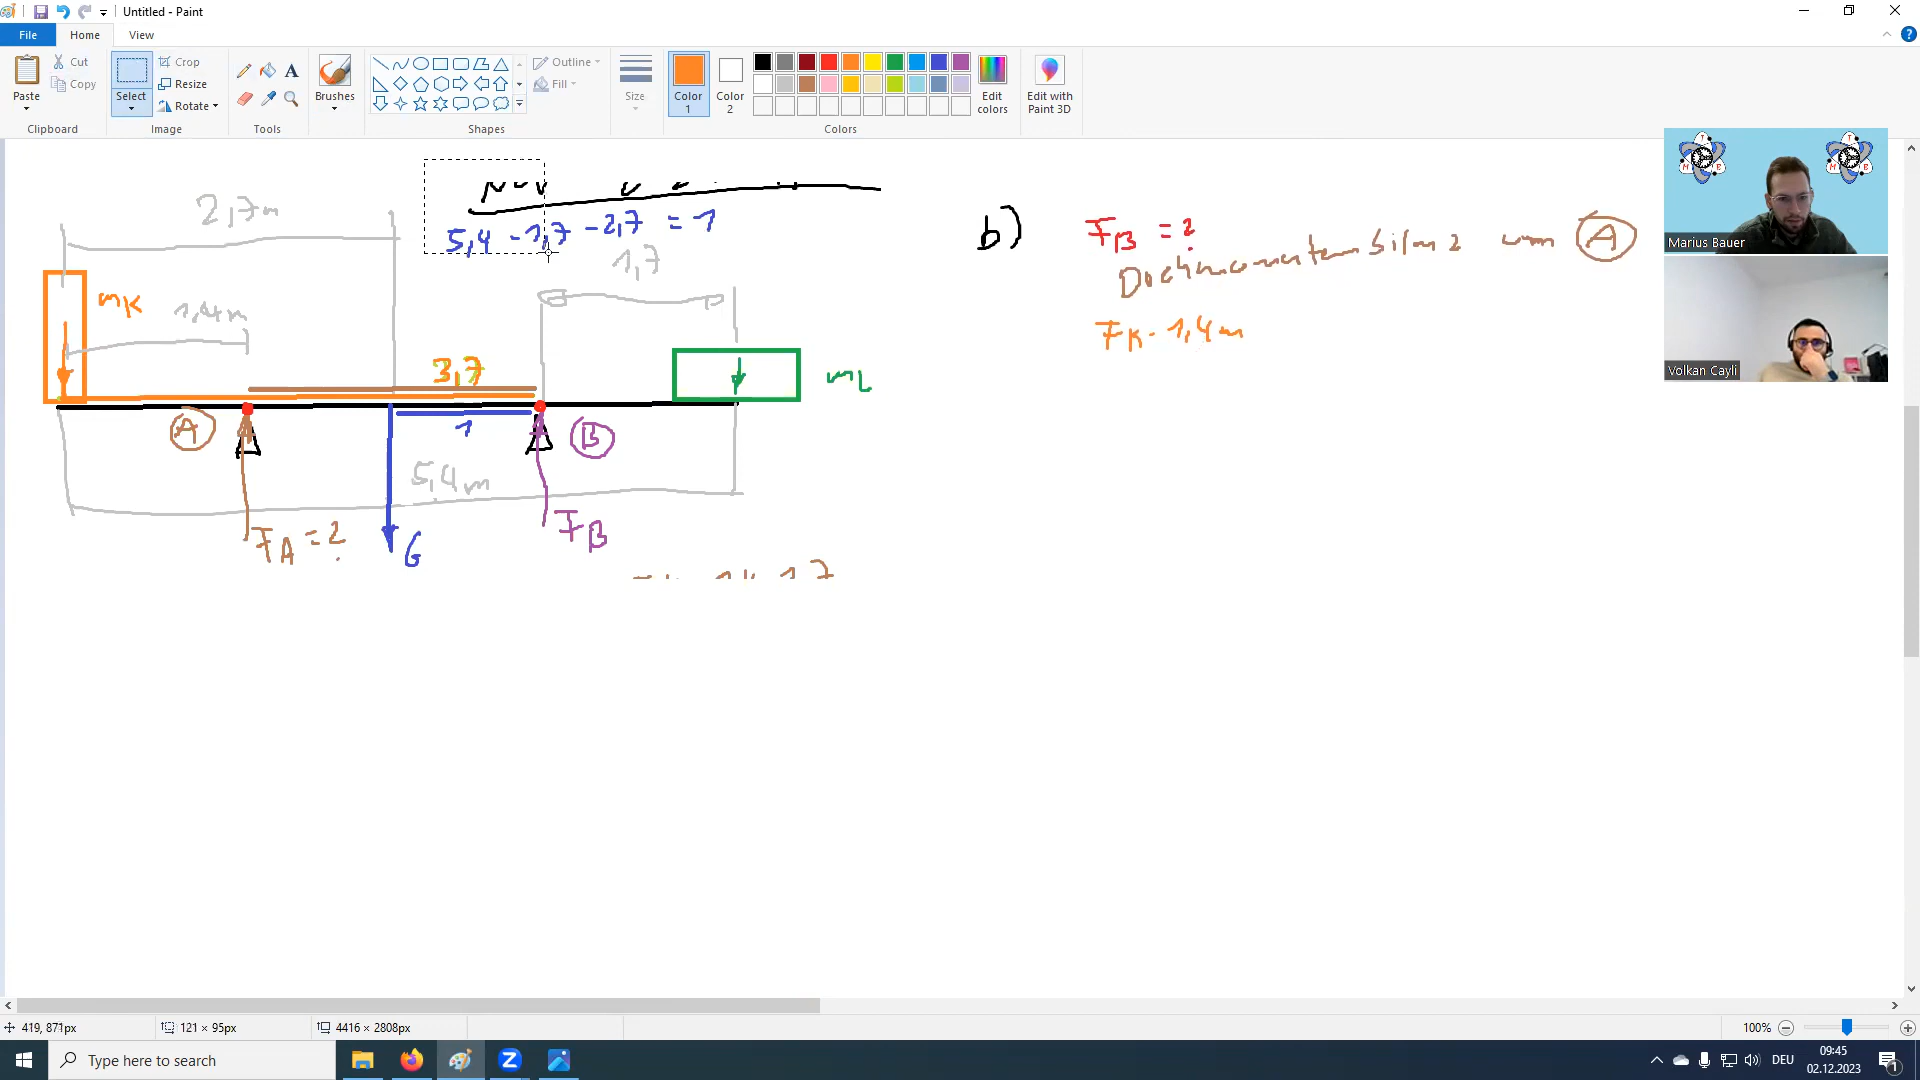 Untitled - Paint
File Home View
Paste
Cut
Copy
Clipboard
Select
Crop
Resize
Rotate
Image
Tools
Brushes
Shapes
Outline
Fill
Size
Color 1
Color 2
Edit colors
Edit with Paint 3D
Colors
2,7m
5,4 - 1,7 - 2,7 = 1
1,7
mK
1,4m
3,7
mL
A
1
B
5,4m
FA = ?
G
FB
b) FB = ?
A
FK · 1,4m
Marius Bauer
Volkan Cayli
419, 871px
121 × 95px
4416 × 2808px
100%
Type here to search
DEU
09:45
02.12.2023
1